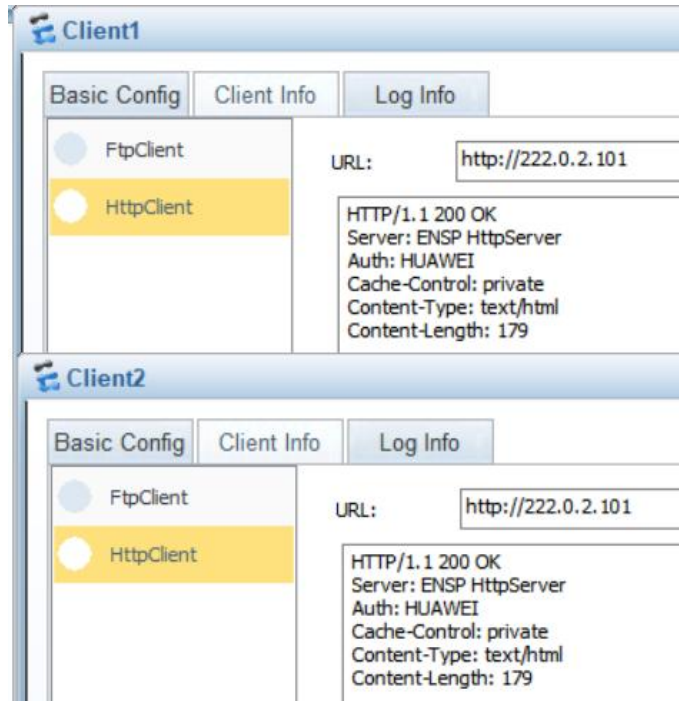 Client1
Basic Config Client Info Log Info
FtpClient
URL: http://222.0.2.101
HttpClient
HTTP/1.1 200 OK
Server: ENSP HttpServer
Auth: HUAWEI
Cache-Control: private
Content-Type: text/html
Content-Length: 179
Client2
Basic Config Client Info Log Info
FtpClient
URL: http://222.0.2.101
HttpClient
HTTP/1.1 200 OK
Server: ENSP HttpServer
Auth: HUAWEI
Cache-Control: private
Content-Type: text/html
Content-Length: 179